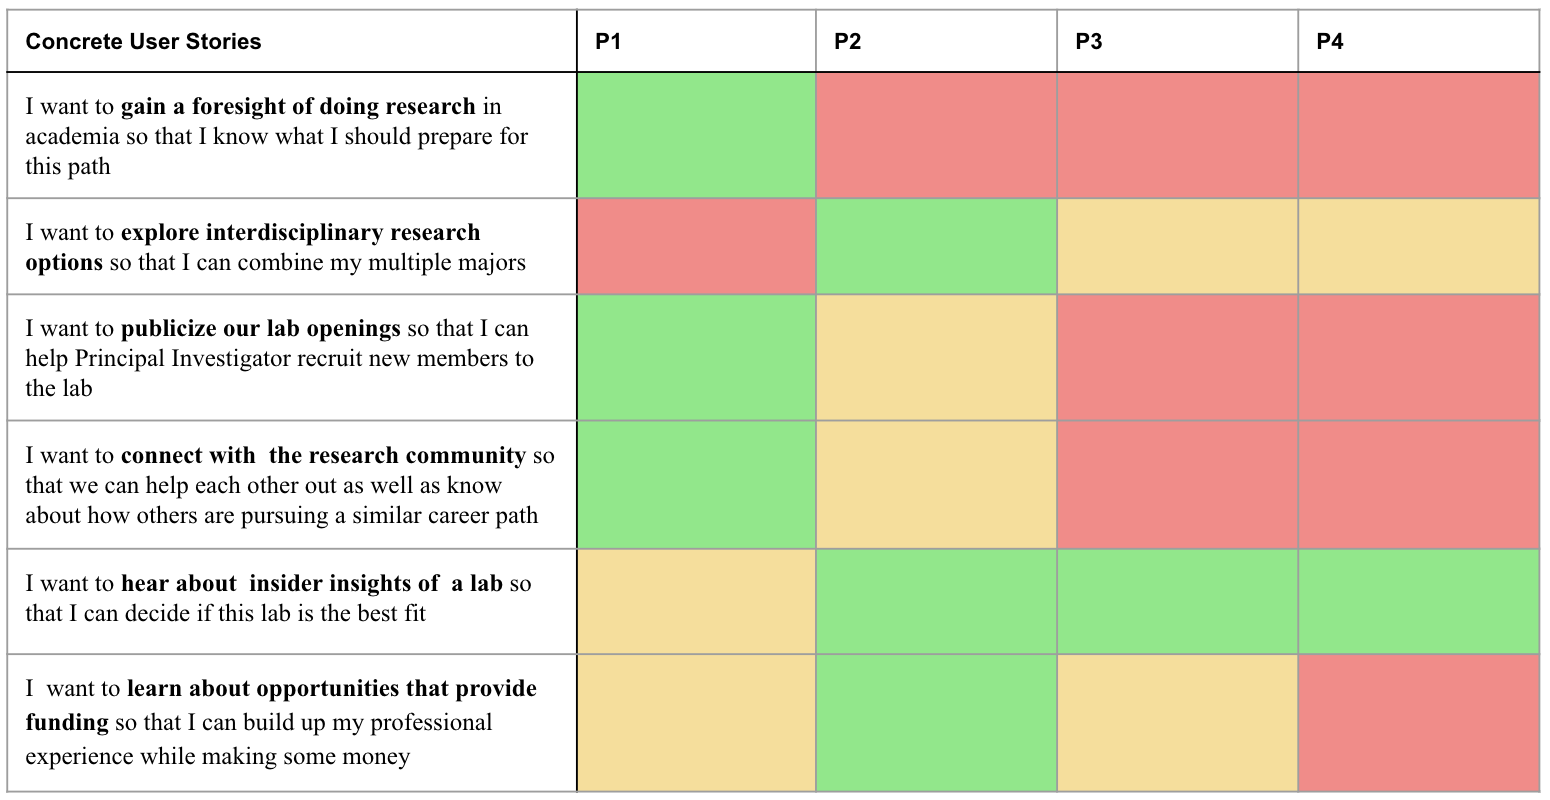 Concrete User Stories P1 P2 P3 P4
I want to gain a foresight of doing research in
academia so that I know what I should prepare for
this path
I want to explore interdisciplinary research
options so that I can combine my multiple majors
I want to publicize our lab openings so that I can
help Principal Investigator recruit new members to
the lab
I want to connect with  the research community so
that we can help each other out as well as know
about how others are pursuing a similar career path
I want to hear about  insider insights of  a lab so
that I can decide if this lab is the best fit
I  want to learn about opportunities that provide
funding so that I can build up my professional
experience while making some money